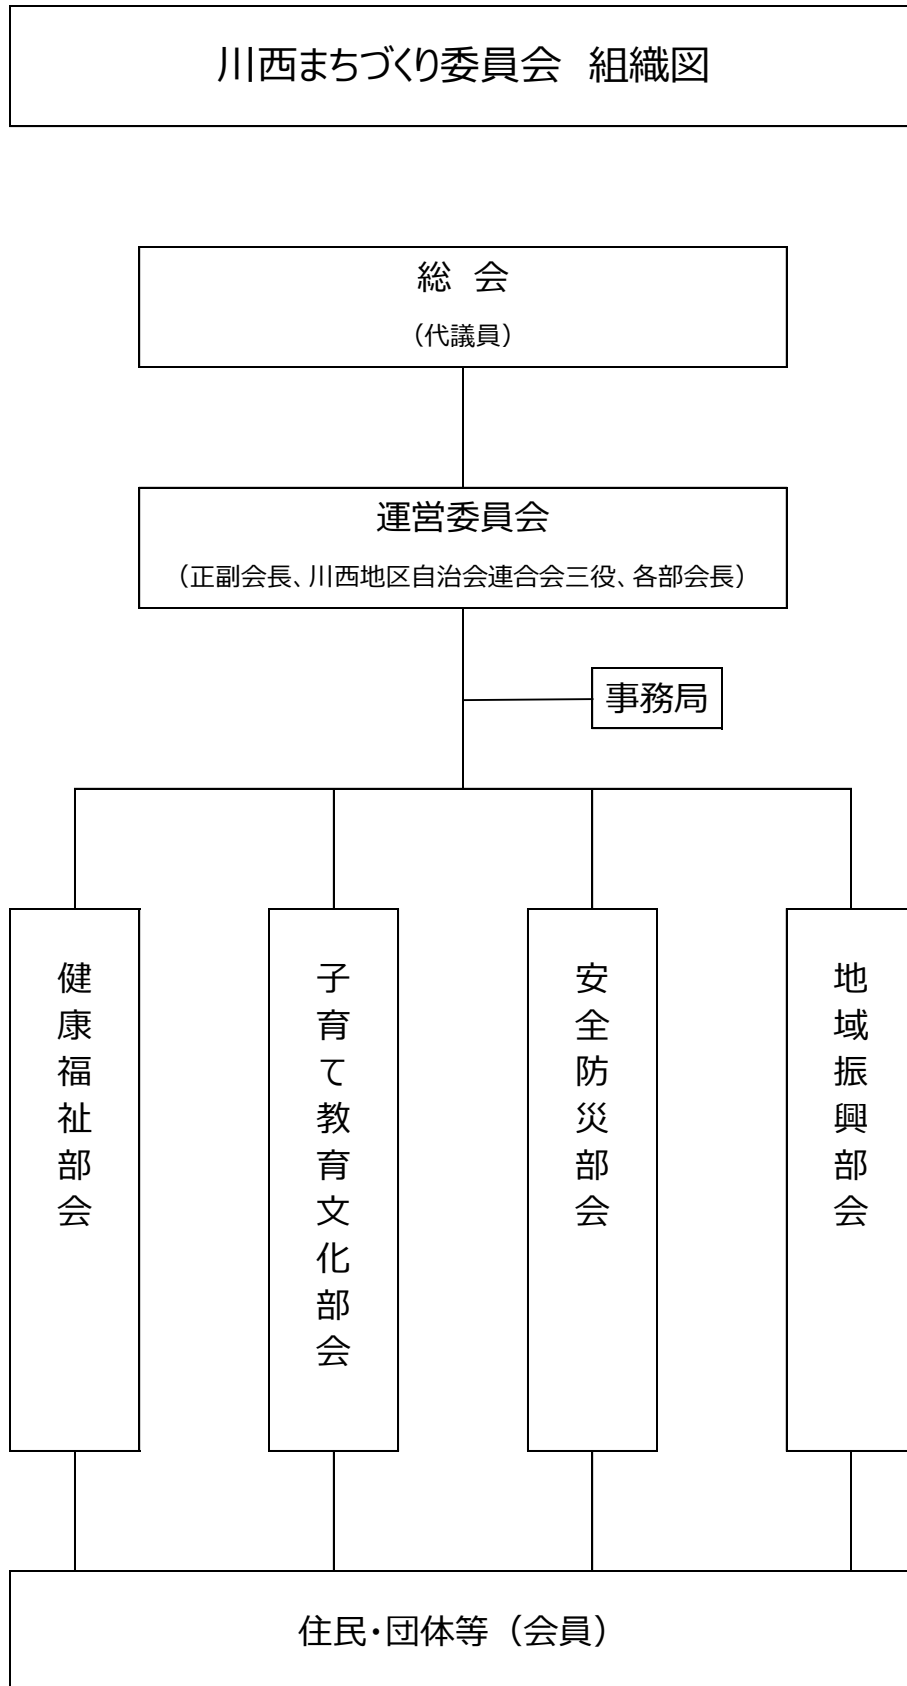 川西まちづくり委員会　組織図
総　会
（代議員）
運営委員会
（正副会長、川西地区自治会連合会三役、各部会長）
事務局
健康福祉部会
子育て教育文化部会
安全防災部会
地域振興部会
住民・団体等（会員）